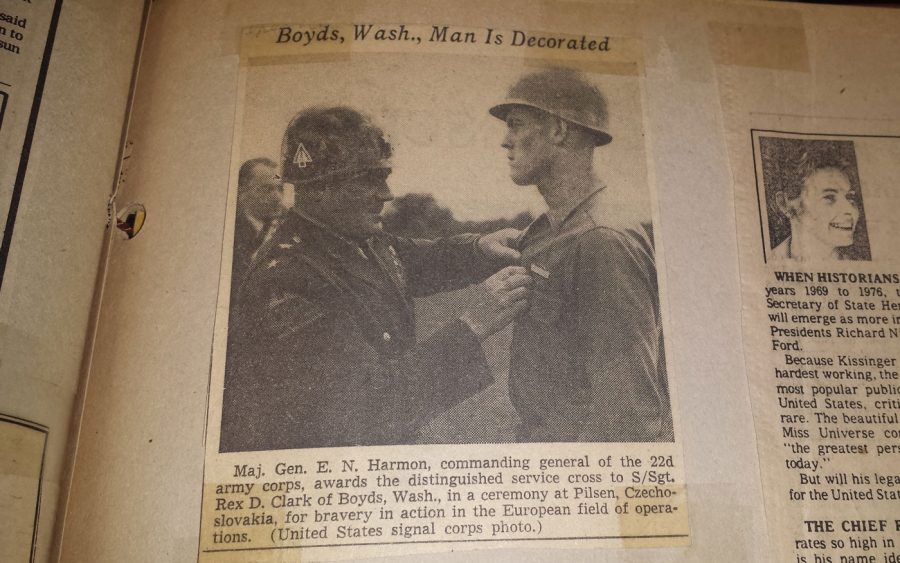 said
n to
sun
Boyds, Wash., Man Is Decorated
Maj. Gen. E. N. Harmon, commanding general of the 22d
army corps, awards the distinguished service cross to S/Sgt.
Rex D. Clark of Boyds, Wash., in a ceremony at Pilsen, Czecho-
slovakia, for bravery in action in the European field of opera-
tions. (United States signal corps photo.)
WHEN HISTORIANS
years 1969 to 1976, t
Secretary of State Hen
will emerge as more in
Presidents Richard N
Ford.
Because Kissinger
hardest working, the
most popular public
United States, criti
rare. The beautiful
Miss Universe con
"the greatest pers
today."
But will his lega
for the United Stat
THE CHIEF F
rates so high in
is his name ide